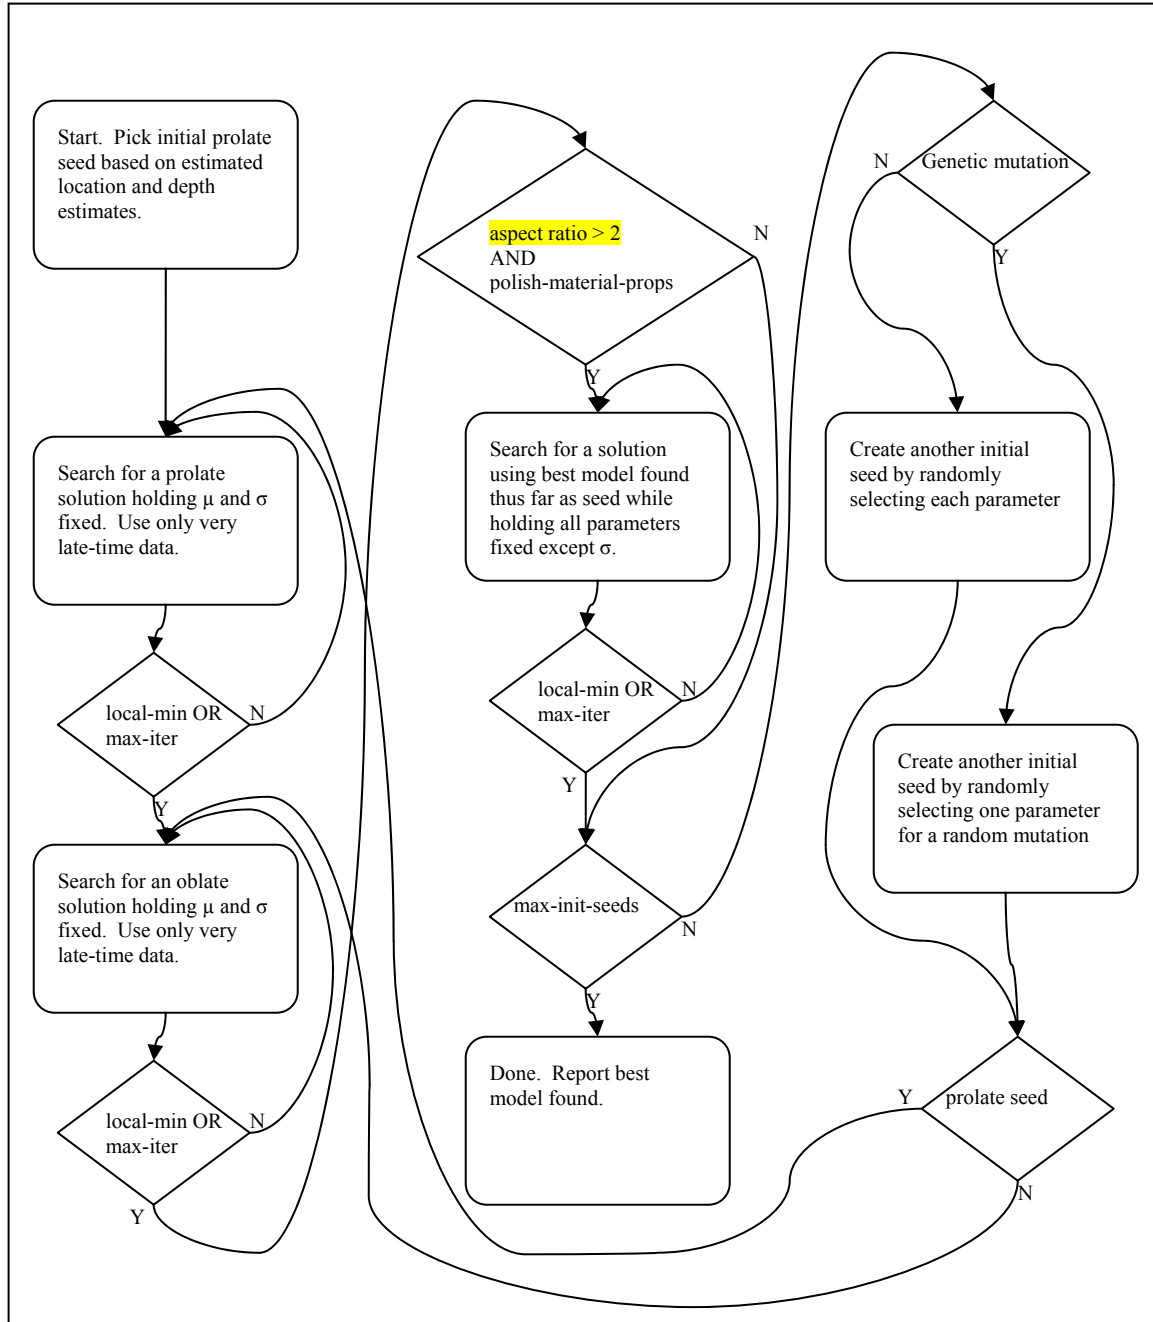 Start.  Pick initial prolate
seed based on estimated
location and depth
estimates.
Search for a prolate
solution holding µ and σ
fixed.  Use only very
late-time data.
local-min OR
max-iter
N
Y
Search for an oblate
solution holding µ and σ
fixed.  Use only very
late-time data.
local-min OR
max-iter
N
Y
aspect ratio > 2
AND
polish-material-props
N
Y
Search for a solution
using best model found
thus far as seed while
holding all parameters
fixed except σ.
local-min OR
max-iter
N
Y
max-init-seeds
N
Y
Done.  Report best
model found.
Genetic mutation
N
Y
Create another initial
seed by randomly
selecting each parameter
Create another initial
seed by randomly
selecting one parameter
for a random mutation
prolate seed
Y
N